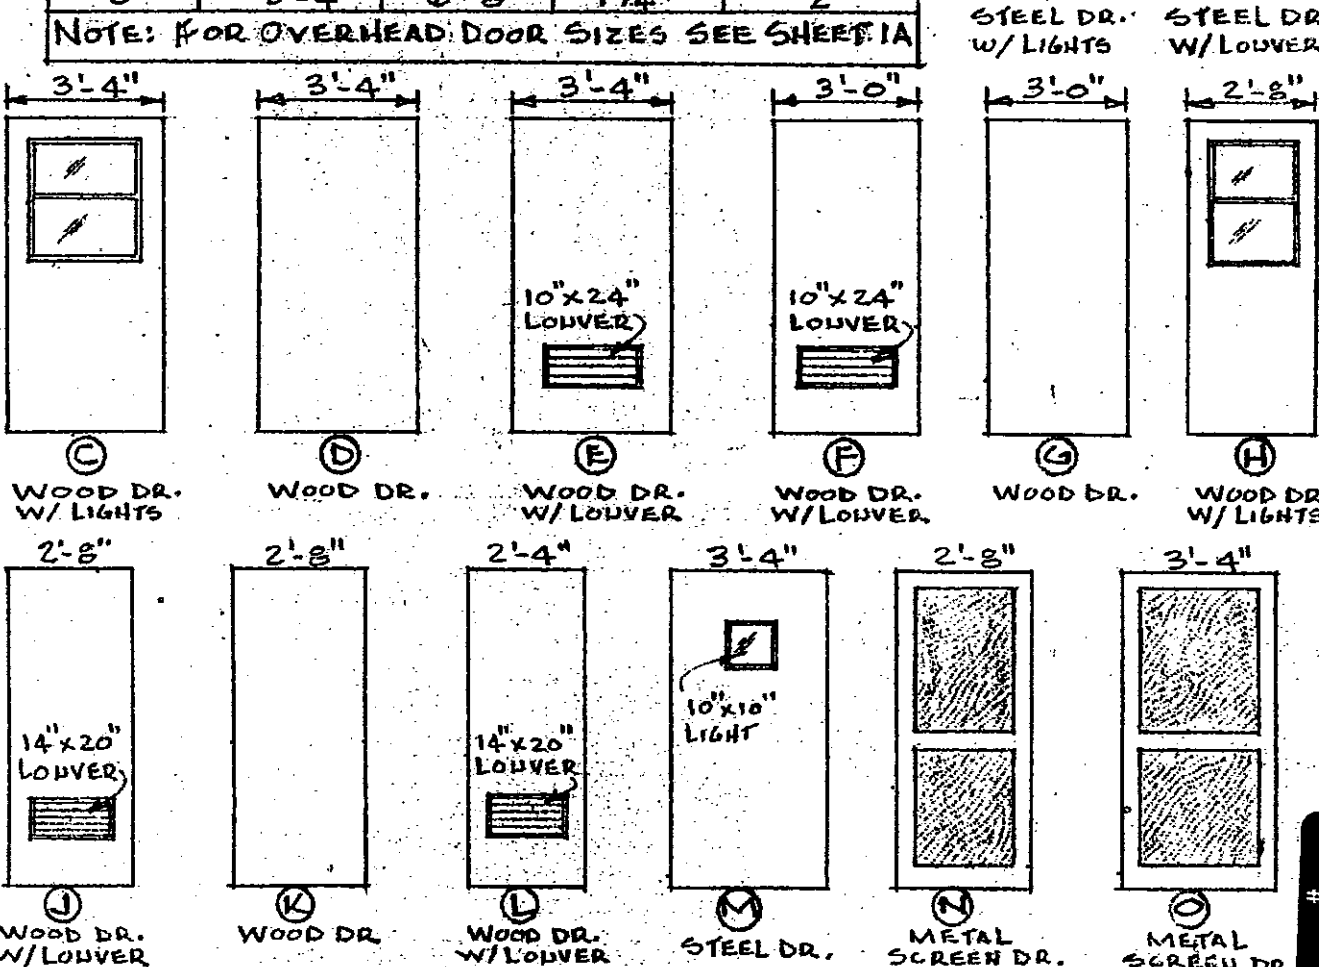 NOTE: FOR OVERHEAD DOOR SIZES SEE SHEET 1A
STEEL DR. W/ LIGHTS
STEEL DR W/ LOUVER
3'-4"
3'-4"
3'-4"
3'-0"
3'-0"
2'-8"
10"x24"
LOUVER
10"x24"
LOUVER
C
D
E
F
G
H
WOOD DR.
W/ LIGHTS
WOOD DR.
WOOD DR.
W/ LOUVER
WOOD DR.
W/ LOUVER
WOOD DR.
WOOD DR
W/ LIGHTS
2'-8"
2'-8"
2'-4"
3'-4"
2'-8"
3'-4"
14"x20"
LOUVER
14"x20"
LOUVER
10"x10"
LIGHT
J
K
L
M
N
O
WOOD DR.
W/ LOUVER
WOOD DR
WOOD DR.
W/ LOUVER
STEEL DR.
METAL
SCREEN DR.
METAL
SCREEN DR
#